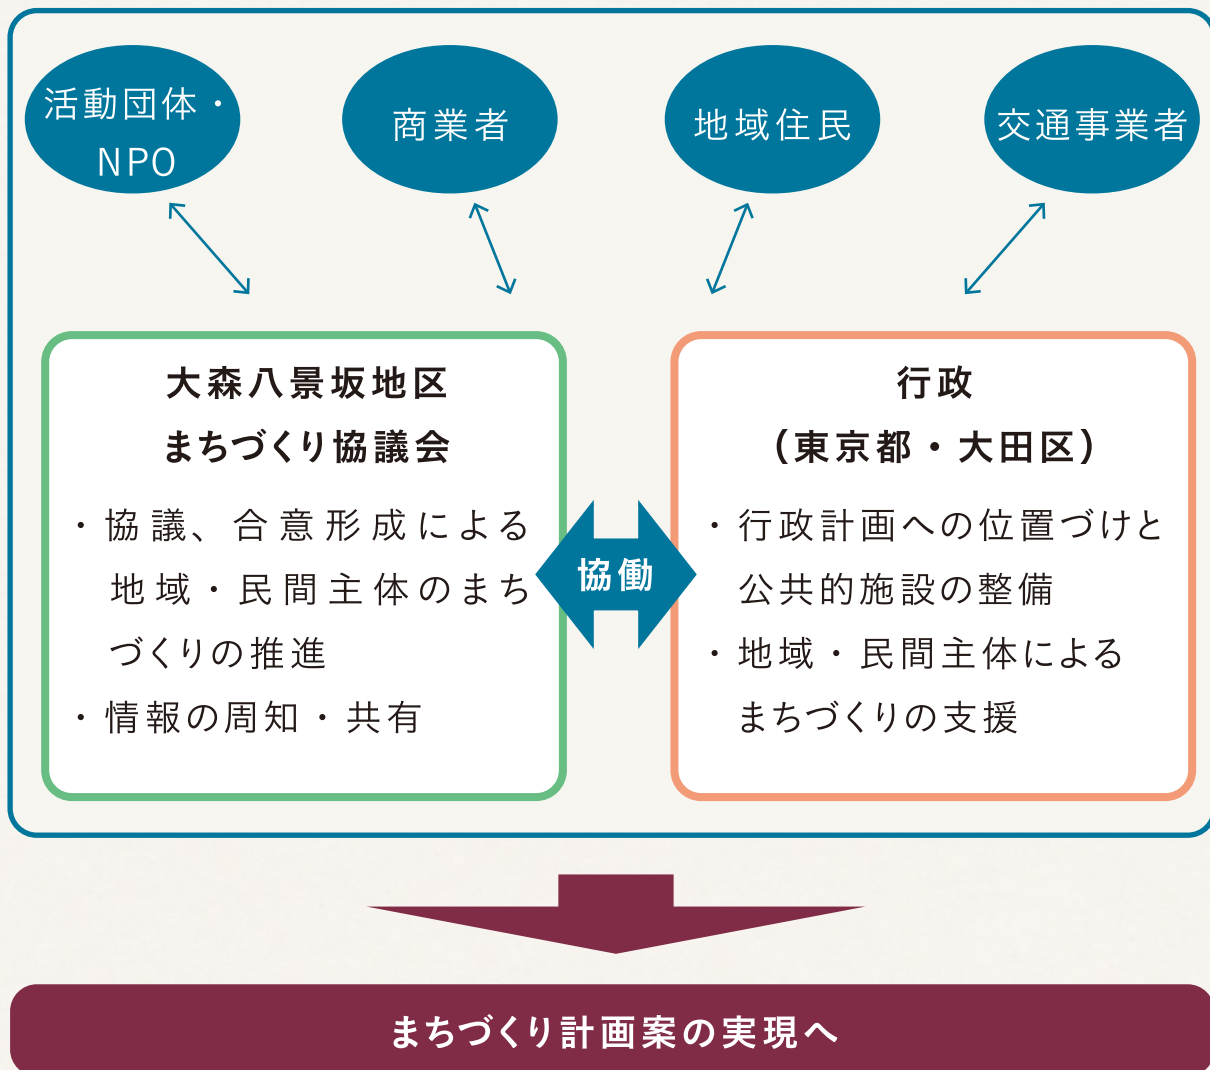 活動団体・
NPO
商業者
地域住民
交通事業者
大森八景坂地区
まちづくり協議会
・協議、合意形成による
地域・民間主体のまち
づくりの推進
・情報の周知・共有
協働
行政
(東京都・大田区)
・行政計画への位置づけと
公共的施設の整備
・地域・民間主体による
まちづくりの支援
まちづくり計画案の実現へ